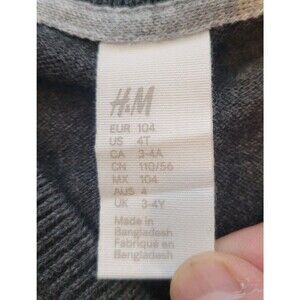 H&M
EUR 104
US 4T
CA 3-4A
CN 110/56
MX 104
AUS 4
UK 3-4Y
Made in
Bangladesh
Fabriqué en
Bangladesh